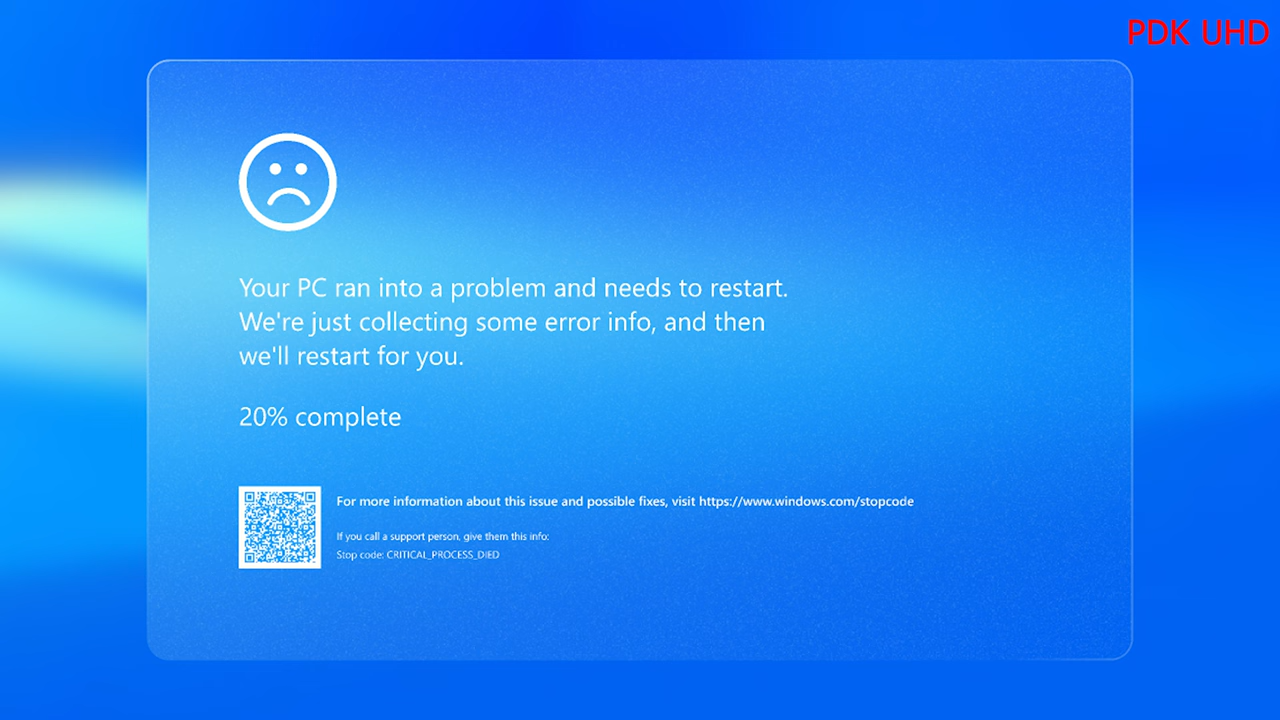 PDK UHD
Your PC ran into a problem and needs to restart.
We're just collecting some error info, and then
we'll restart for you.
20% complete
For more information about this issue and possible fixes, visit https://www.windows.com/stopcode
If you call a support person, give them this info:
Stop code: CRITICAL_PROCESS_DIED